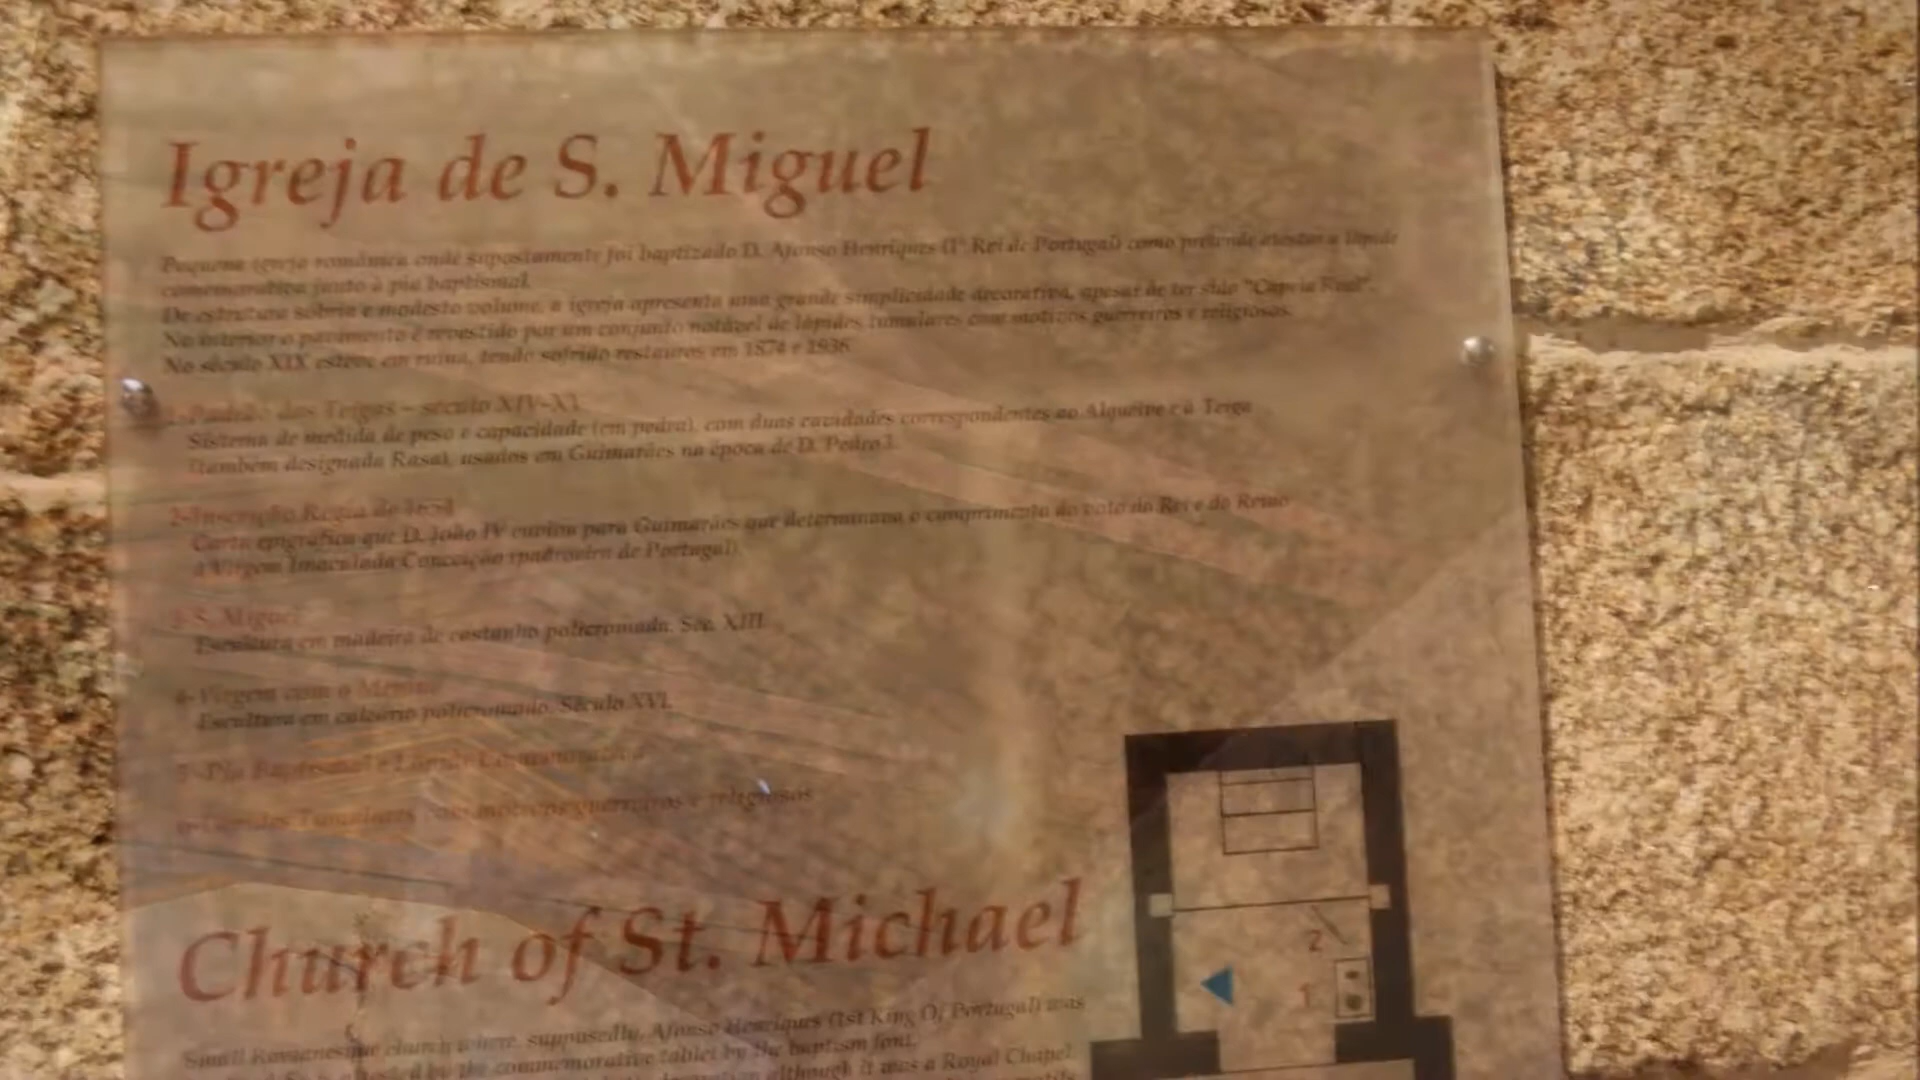 Igreja de S. Miguel
Pequena igreja românica onde supostamente foi baptizado D. Afonso Henriques (1º Rei de Portugal) como pretende atestar a lápide
comemorativa junto à pia baptismal.
De estrutura sóbria e modesto volume, a igreja apresenta uma grande simplicidade decorativa, apesar de ter sido "Capela Real".
No interior o pavimento é revestido por um conjunto notável de lápides tumulares com motivos guerreiros e religiosos.
No século XIX esteve em ruína, tendo sofrido restauros em 1874 e 1936
1- Padrão das Teigas – século XIV-XV
Sistema de medida de peso e capacidade (em pedra), com duas cavidades correspondentes ao Alqueire e à Teiga
(também designada Rasa), usados em Guimarães na época de D. Pedro I.
2-Inscrição Régia de 1654
Carta epigráfica que D. João IV enviou para Guimarães que determinava o cumprimento do voto do Rei e do Reino
à Virgem Imaculada Conceição (padroeira de Portugal).
3-S. Miguel
Escultura em madeira de castanho policromada. Séc. XIII
4-Virgem com o Menino
Escultura em calcário policromado. Século XVI.
5- Pia Baptismal e Lápide Comemorativa
6-Lápides Tumulares com motivos guerreiros e religiosos
Church of St. Michael
Small Romanesque church where, supposedly, Afonso Henriques (1st King Of Portugal) was
by the commemorative tablet by the baptism font.
although it was a Royal Chapel.
2
1